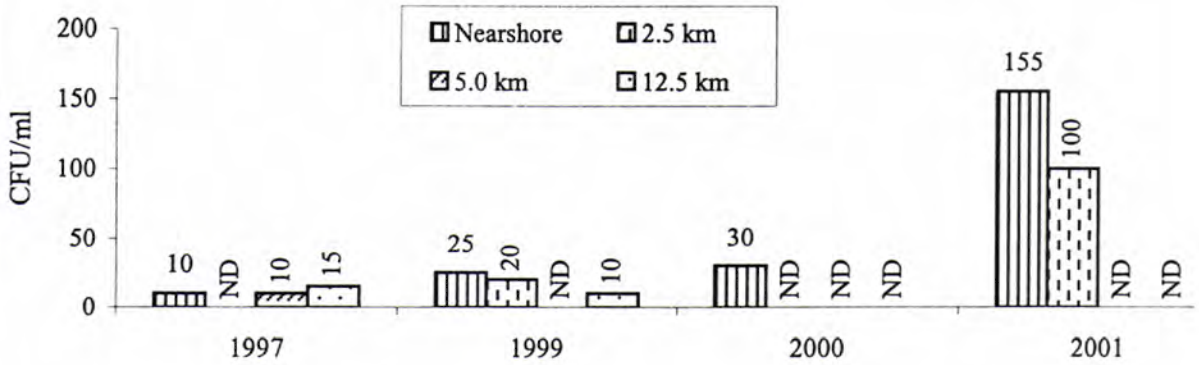 200
150
100
50
0
CFU/ml
Nearshore 2.5 km
5.0 km 12.5 km
10 ND 10 15
25 20 ND 10
30 ND ND ND
155 100 ND ND
1997 1999 2000 2001